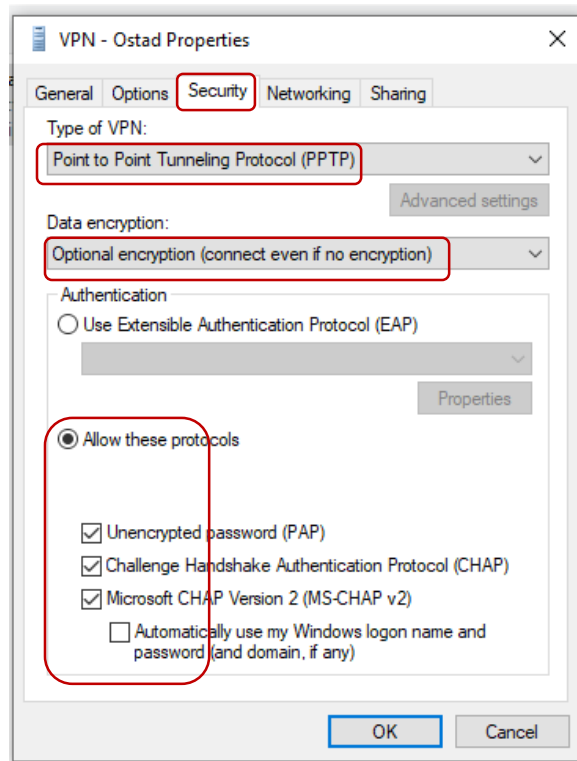 VPN - Ostad Properties
General Options Security Networking Sharing
Type of VPN:
Point to Point Tunneling Protocol (PPTP)
Advanced settings
Data encryption:
Optional encryption (connect even if no encryption)
Authentication
Use Extensible Authentication Protocol (EAP)
Properties
Allow these protocols
Unencrypted password (PAP)
Challenge Handshake Authentication Protocol (CHAP)
Microsoft CHAP Version 2 (MS-CHAP v2)
Automatically use my Windows logon name and
password (and domain, if any)
OK Cancel